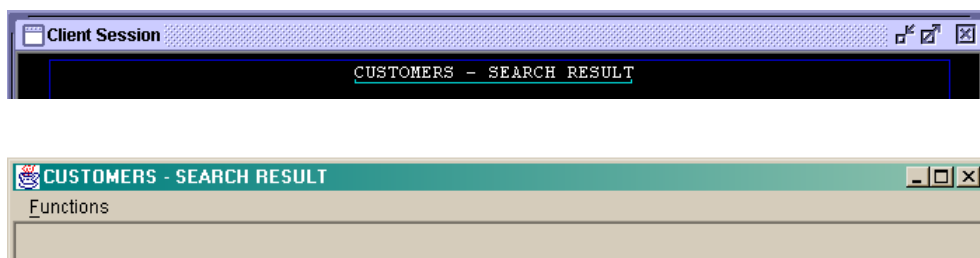 Client Session
CUSTOMERS - SEARCH RESULT
CUSTOMERS - SEARCH RESULT
Functions